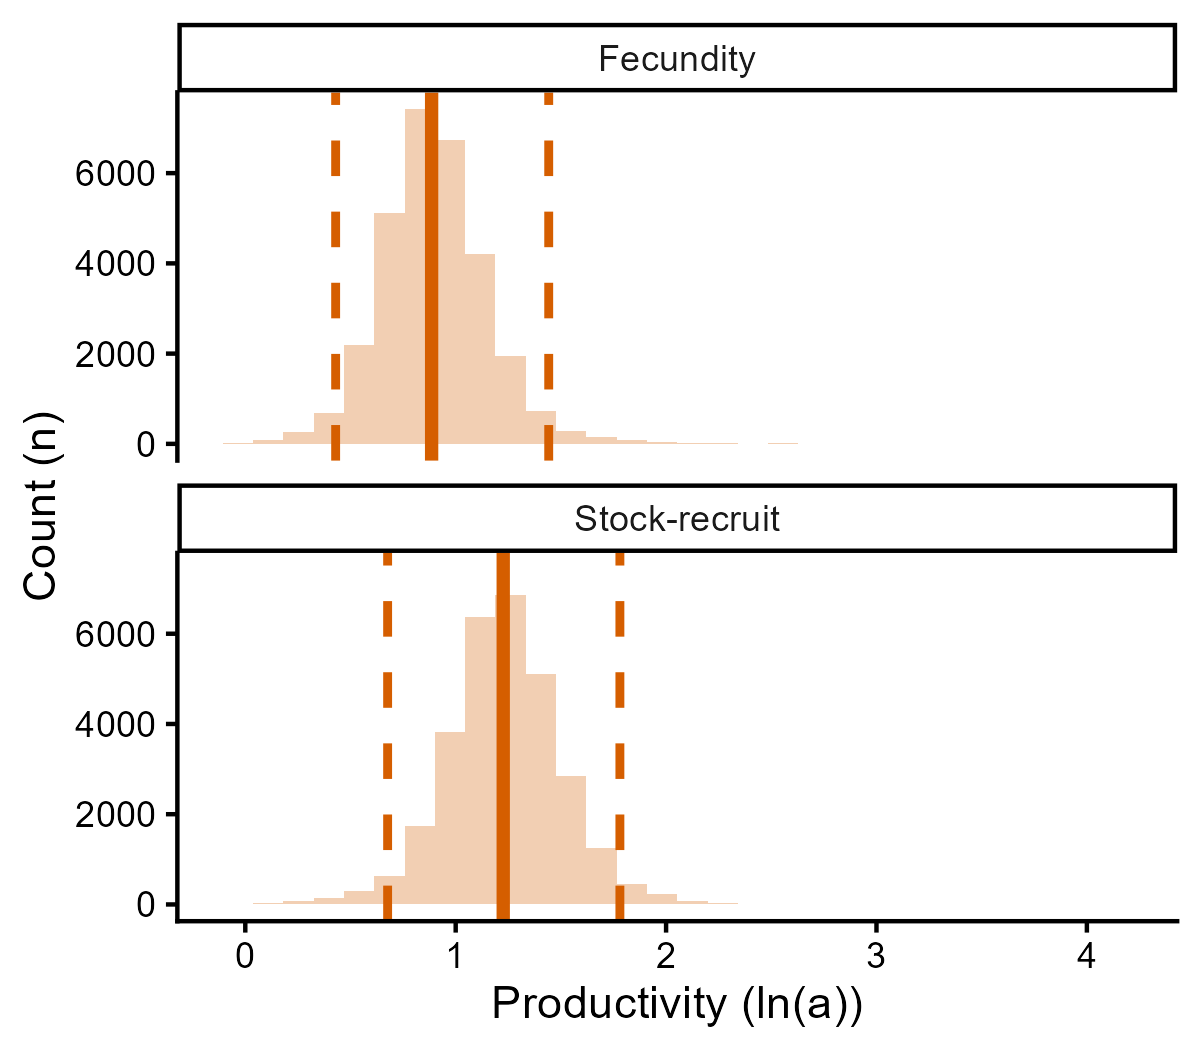 Fecundity
6000
4000
2000
0
Count (n)
Stock-recruit
6000
4000
2000
0
0 1 2 3 4
Productivity (ln(a))